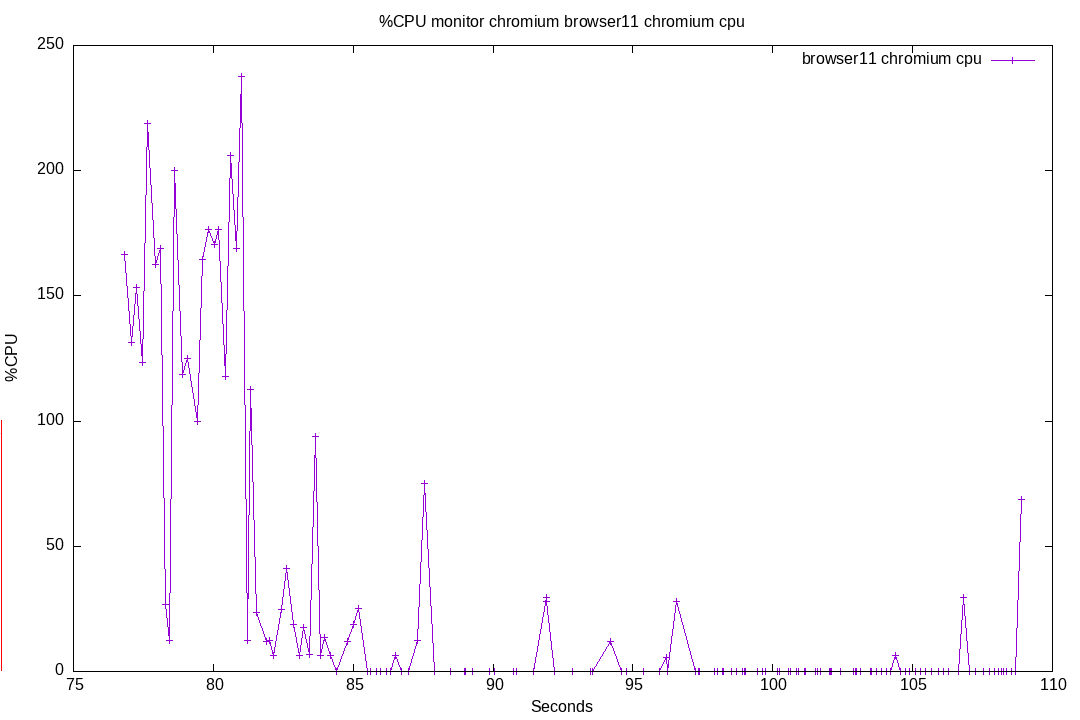 %CPU monitor chromium browser11 chromium cpu
browser11 chromium cpu
250
200
150
100
50
0
%CPU
75 80 85 90 95 100 105 110
Seconds